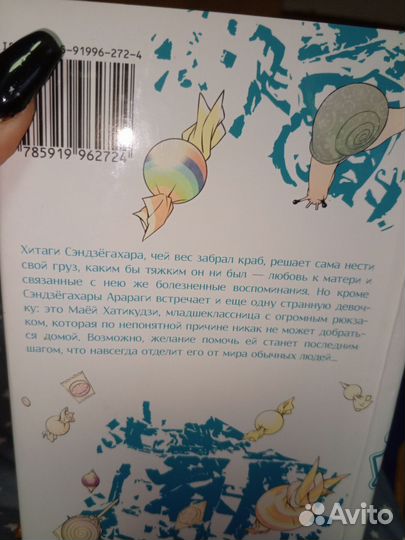 -91996-272-4
785919 962724
Хитаги Сэндзёгахара, чей вес забрал краб, решает сама нести
свой груз, каким бы тяжким он ни был — любовь к матери и
связанные с нею же болезненные воспоминания. Но кроме
Сэндзёгахары Арараги встречает и еще одну странную девоч-
ку: это Маёй Хатикудзи, младшеклассница с огромным рюкза-
ком, которая по непонятной причине никак не может добрать-
ся домой. Возможно, желание помочь ей станет последним
шагом, что навсегда отделит его от мира обычных людей...
Avito